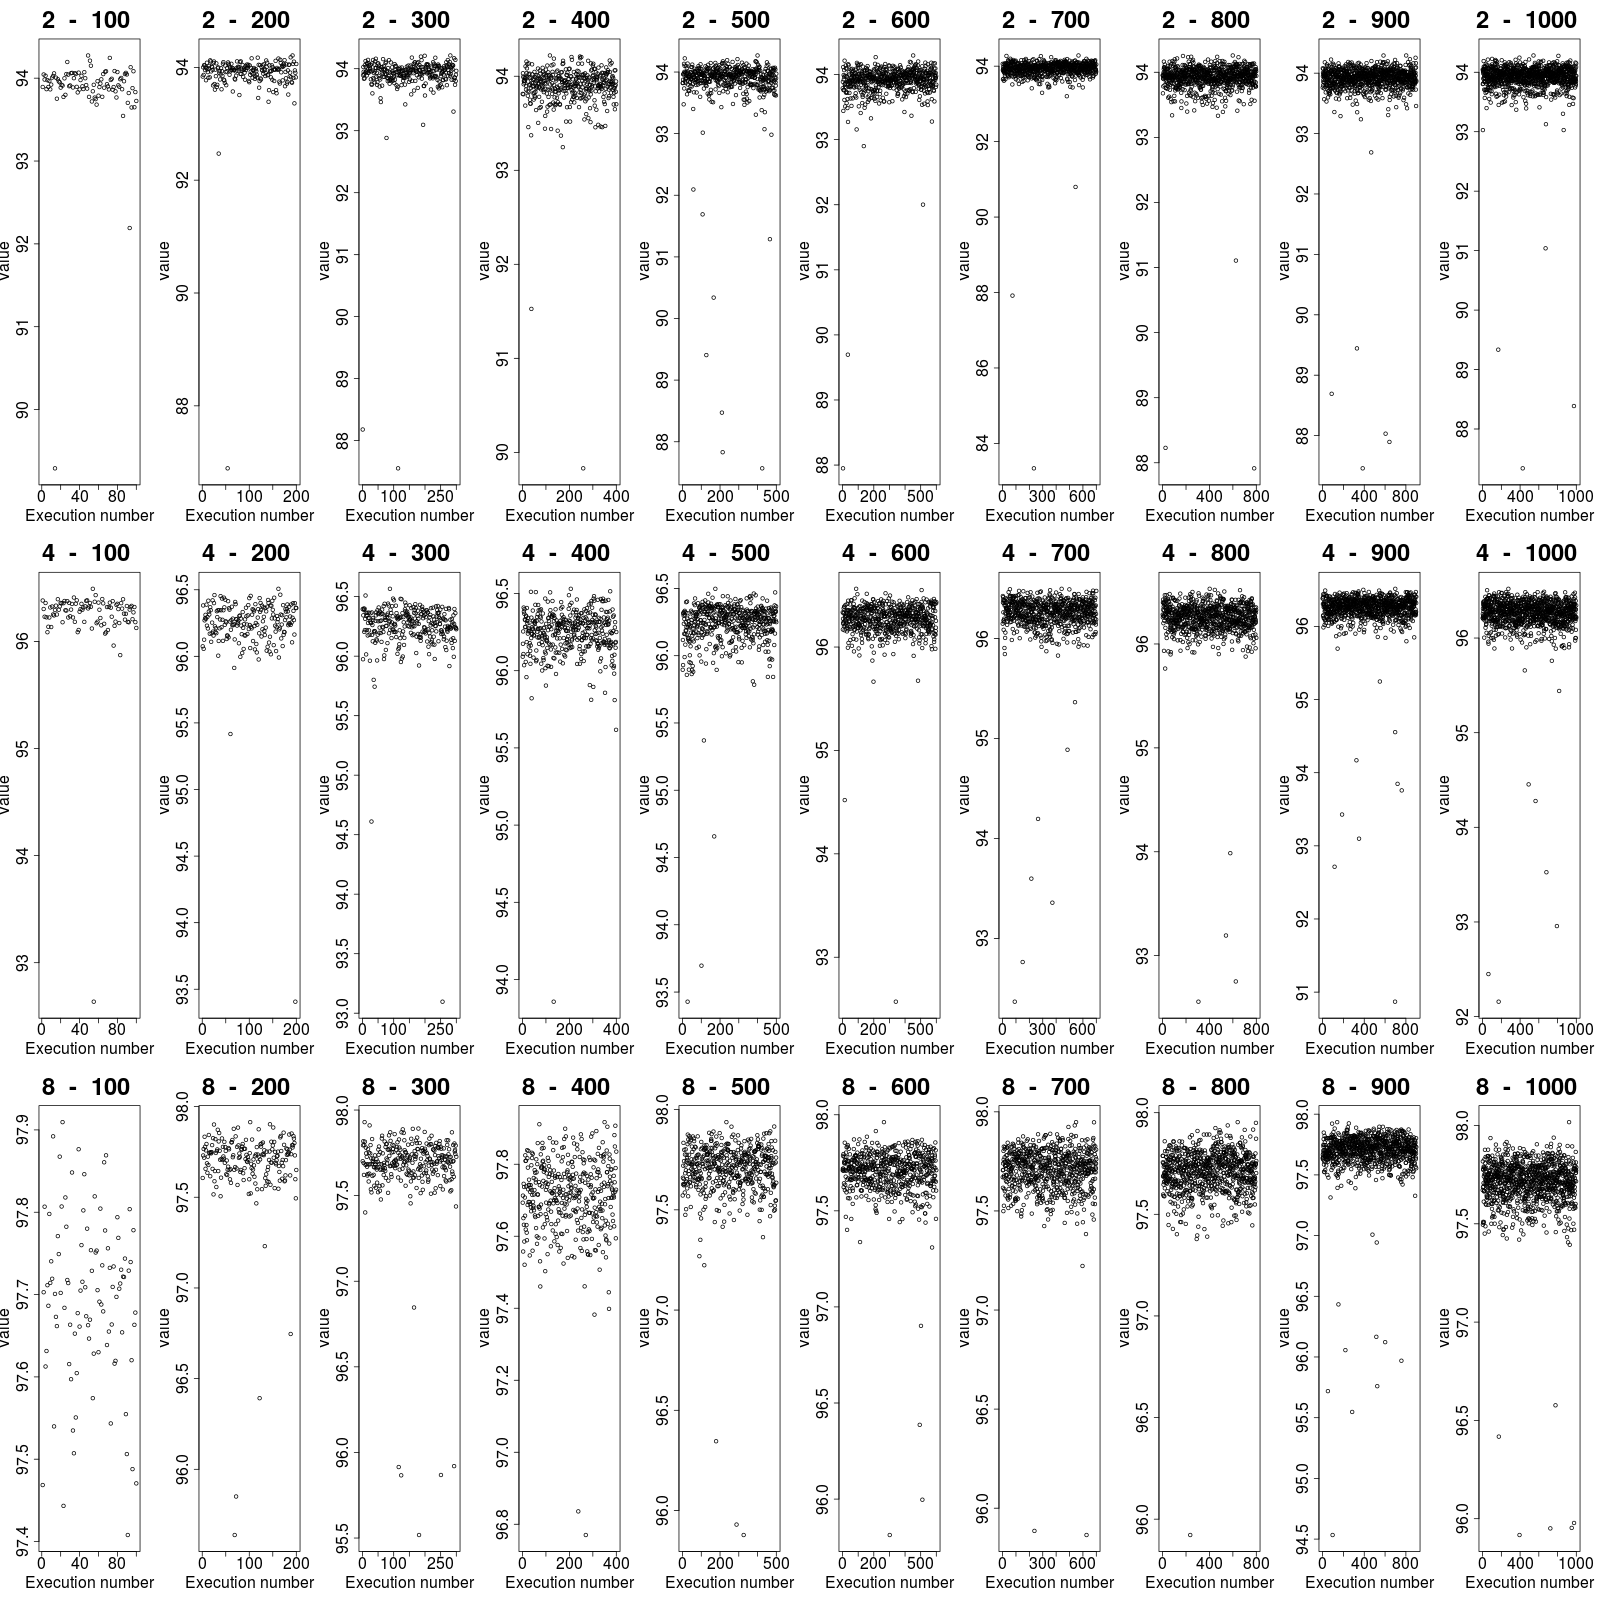 2 - 100
2 - 200
2 - 300
2 - 400
2 - 500
2 - 600
2 - 700
2 - 800
2 - 900
2 - 1000
value
90 91 92 93 94
0 40 80
Execution number
value
88 90 92 94
0 100 200
Execution number
value
88 89 90 91 92 93 94
0 100 250
Execution number
value
90 91 92 93 94
0 200 400
Execution number
value
88 89 90 91 92 93 94
0 200 500
Execution number
value
88 89 90 91 92 93 94
0 200 600
Execution number
value
84 86 88 90 92 94
0 300 600
Execution number
value
88 89 90 91 92 93 94
0 400 800
Execution number
value
88 89 90 91 92 93 94
0 400 800
Execution number
value
88 89 90 91 92 93 94
0 400 1000
Execution number
4 - 100
4 - 200
4 - 300
4 - 400
4 - 500
4 - 600
4 - 700
4 - 800
4 - 900
4 - 1000
value
93 94 95 96
0 40 80
Execution number
value
93.5 94.0 94.5 95.0 95.5 96.0 96.5
0 100 200
Execution number
value
93.0 93.5 94.0 94.5 95.0 95.5 96.0 96.5
0 100 250
Execution number
value
94.0 94.5 95.0 95.5 96.0 96.5
0 200 400
Execution number
value
93.5 94.0 94.5 95.0 95.5 96.0 96.5
0 200 500
Execution number
value
93 94 95 96
0 200 600
Execution number
value
93 94 95 96
0 300 600
Execution number
value
93 94 95 96
0 400 800
Execution number
value
91 92 93 94 95 96
0 400 800
Execution number
value
92 93 94 95 96
0 400 1000
Execution number
8 - 100
8 - 200
8 - 300
8 - 400
8 - 500
8 - 600
8 - 700
8 - 800
8 - 900
8 - 1000
value
97.4 97.5 97.6 97.7 97.8 97.9
0 40 80
Execution number
value
96.0 96.5 97.0 97.5 98.0
0 100 200
Execution number
value
95.5 96.0 96.5 97.0 97.5 98.0
0 100 250
Execution number
value
96.8 97.0 97.2 97.4 97.6 97.8
0 200 400
Execution number
value
96.0 96.5 97.0 97.5 98.0
0 200 500
Execution number
value
96.0 96.5 97.0 97.5 98.0
0 200 600
Execution number
value
96.0 96.5 97.0 97.5 98.0
0 300 600
Execution number
value
96.0 96.5 97.0 97.5 98.0
0 400 800
Execution number
value
94.5 95.0 95.5 96.0 96.5 97.0 97.5 98.0
0 400 800
Execution number
value
96.0 96.5 97.0 97.5 98.0
0 400 1000
Execution number